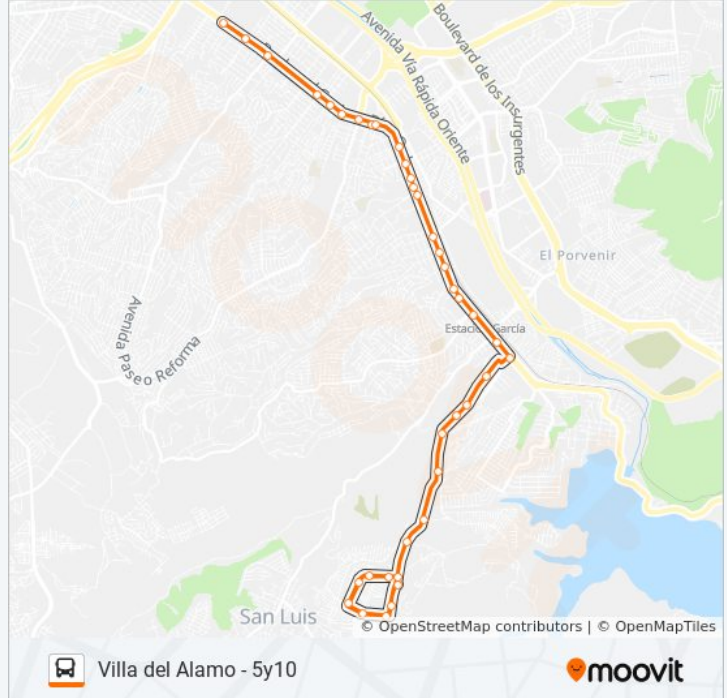 Boulevard de los Insurgentes
Avenida Vía Rápida Oriente
El Porvenir
Estación García
Avenida Paseo Reforma
San Luis
© OpenStreetMap contributors | © OpenMapTiles
Villa del Alamo - 5y10
moovit